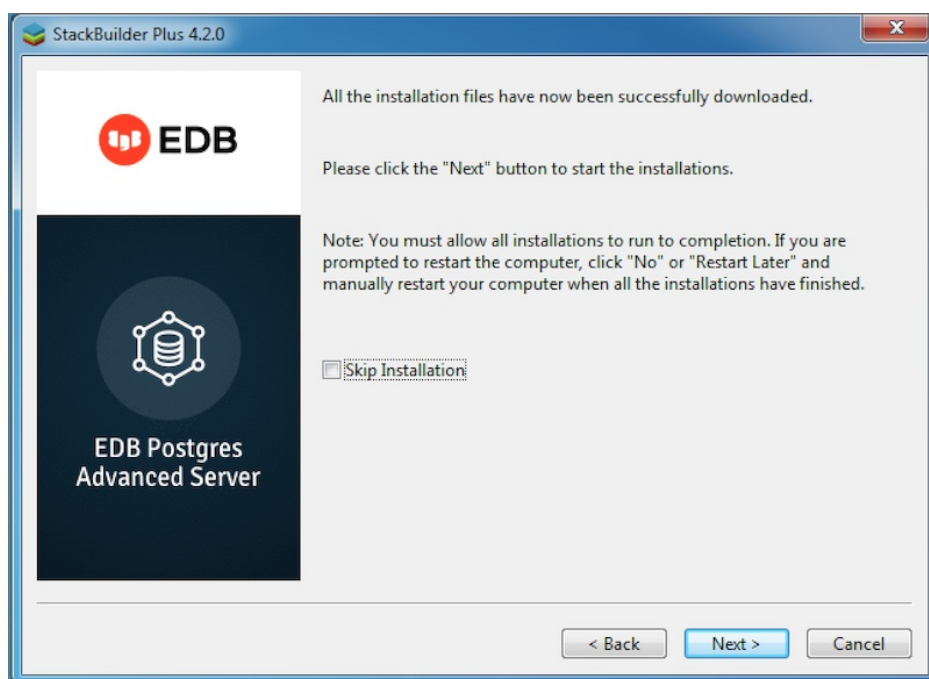 StackBuilder Plus 4.2.0
EDB
All the installation files have now been successfully downloaded.
Please click the "Next" button to start the installations.
Note: You must allow all installations to run to completion. If you are
prompted to restart the computer, click "No" or "Restart Later" and
manually restart your computer when all the installations have finished.
Skip Installation
EDB Postgres
Advanced Server
< Back
Next >
Cancel